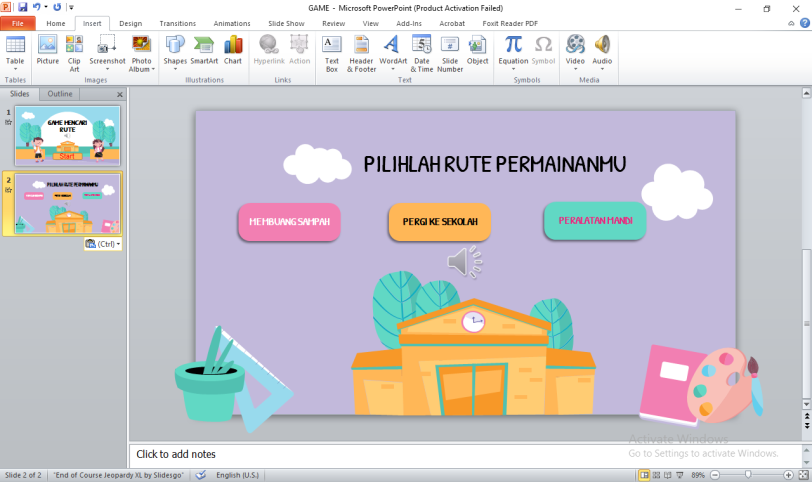 GAME - Microsoft PowerPoint (Product Activation Failed)
File Home Insert Design Transitions Animations Slide Show Review View Add-Ins Acrobat Foxit Reader PDF
Table Picture Clip Art Screenshot Photo Album Shapes SmartArt Chart Hyperlink Action Text Box Header & Footer WordArt Date & Time Slide Number Object Equation Symbol Video Audio
Tables Images Illustrations Links Text Symbols Media
Slides Outline
1
GAME MENCARI
RUTE
Start
2
PILIHLAH RUTE PERMAINANMU
(Ctrl)
PILIHLAH RUTE PERMAINANMU
MEMBUANG SAMPAH
PERGI KE SEKOLAH
PERALATAN MANDI
Click to add notes
Activate Windows
Go to Settings to activate Windows.
Slide 2 of 2 "End of Course Jeopardy XL by Slidesgo" English (U.S.) 89%